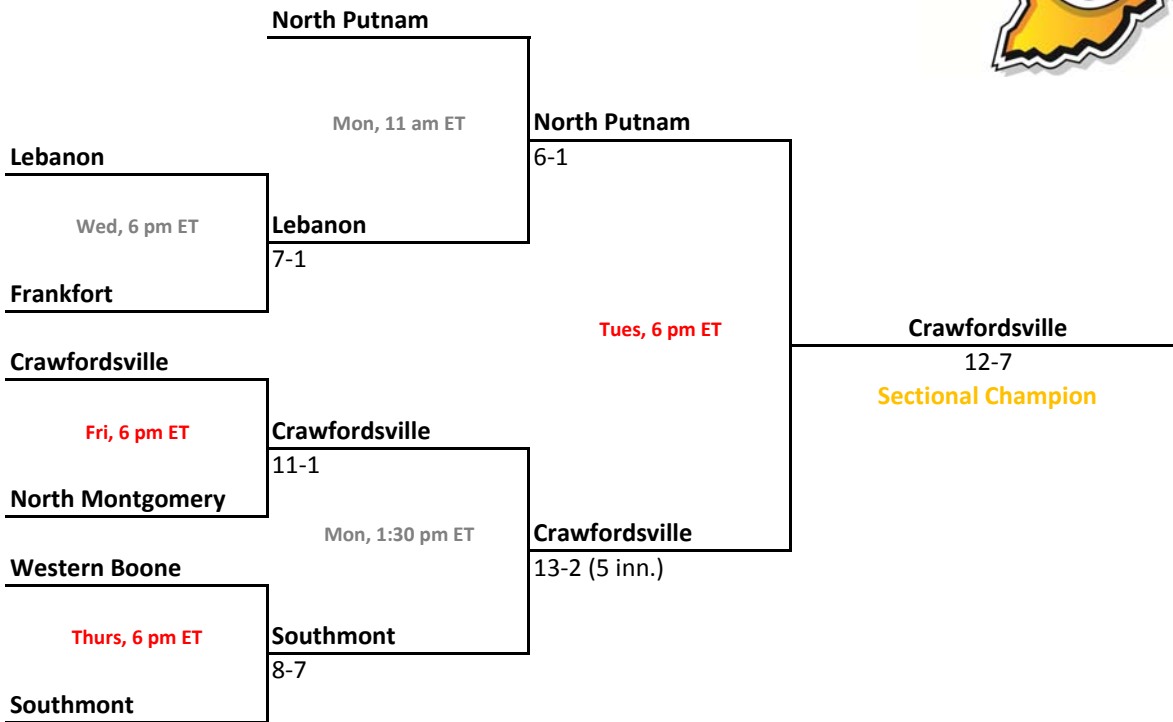 North Putnam
Mon, 11 am ET
North Putnam
6-1
Lebanon
Wed, 6 pm ET
Lebanon
7-1
Frankfort
Tues, 6 pm ET
Crawfordsville
12-7
Sectional Champion
Crawfordsville
Fri, 6 pm ET
Crawfordsville
11-1
North Montgomery
Mon, 1:30 pm ET
Crawfordsville
13-2 (5 inn.)
Western Boone
Thurs, 6 pm ET
Southmont
8-7
Southmont